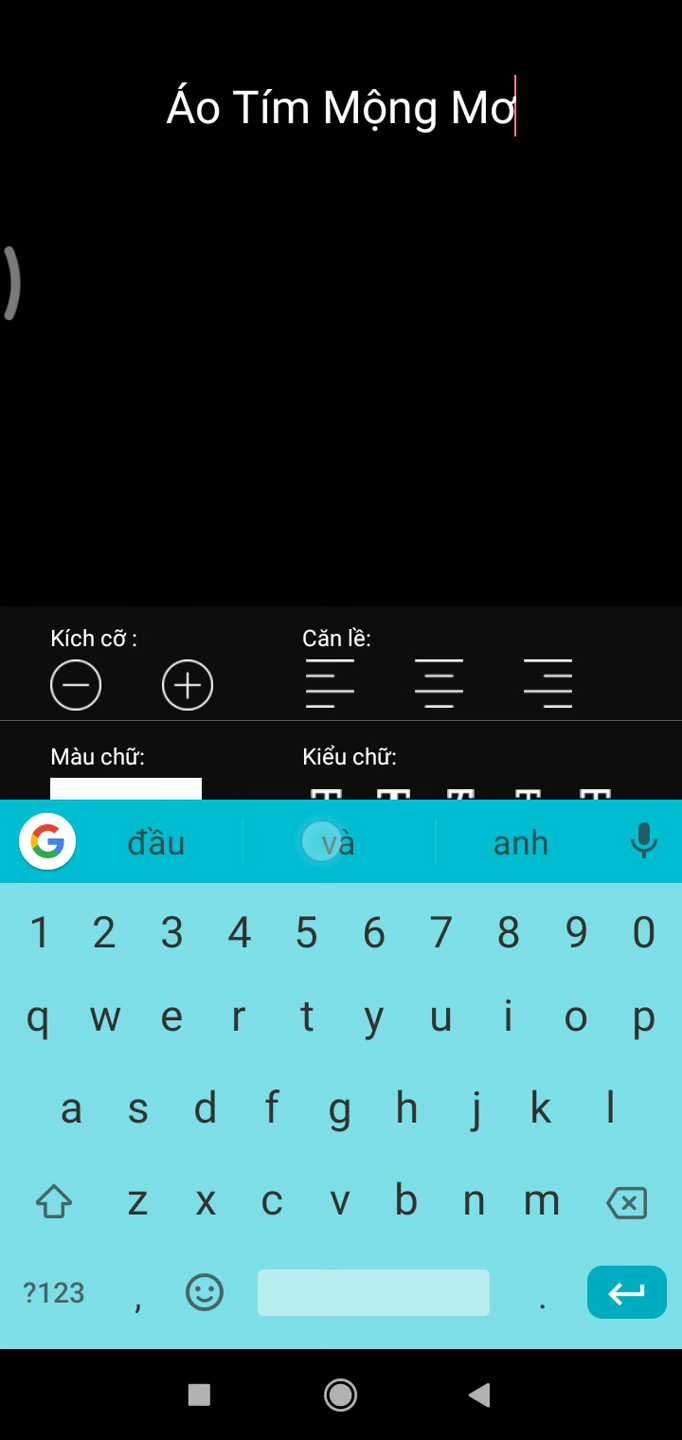 Áo Tím Mộng Mơ
Kích cỡ :
Căn lề:
Màu chữ:
Kiểu chữ:
đầu và anh
1 2 3 4 5 6 7 8 9 0
q w e r t y u i o p
a s d f g h j k l
z x c v b n m
?123 , .